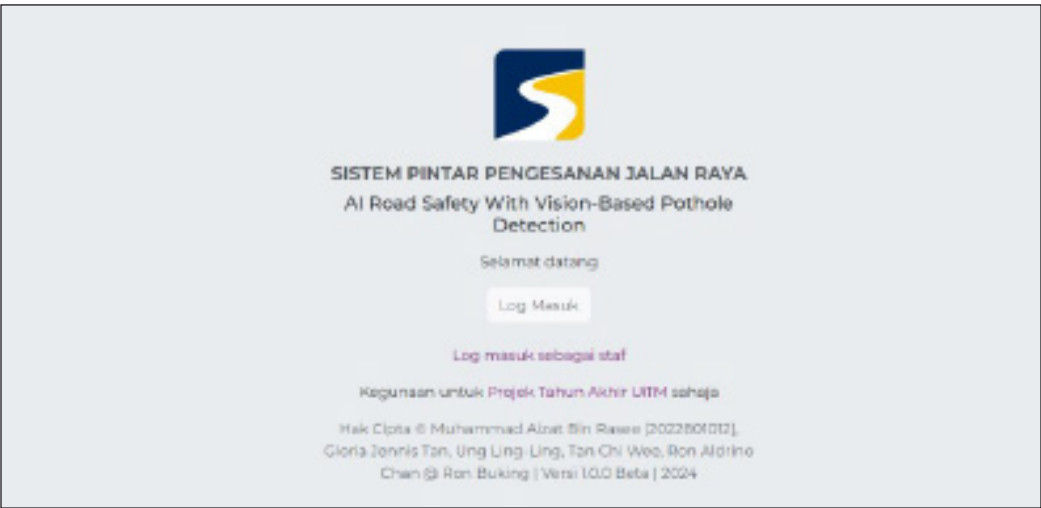 SISTEM PINTAR PENGESANAN JALAN RAYA
AI Road Safety With Vision-Based Pothole
Detection
Selamat datang
Log Masuk
Log masuk sebagai staf
Kegunaan untuk Projek Tahun Akhir UiTM sahaja
Hak Cipta © Muhammad Aizat Bin Rasee [2022801012],
Gloria Jennis Tan, Ung Ling-Ling, Tan Chi Wee, Ron Aldrino
Chan @ Ron Buking | Versi 1.0.0 Beta | 2024